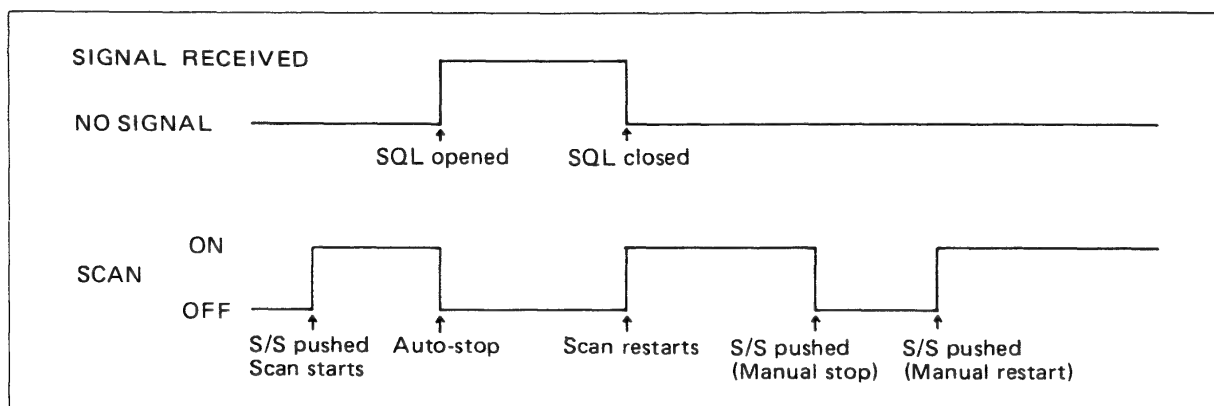 SIGNAL RECEIVED
NO SIGNAL
SQL opened
SQL closed
ON
SCAN
OFF
S/S pushed
Scan starts
Auto-stop
Scan restarts
S/S pushed
(Manual stop)
S/S pushed
(Manual restart)